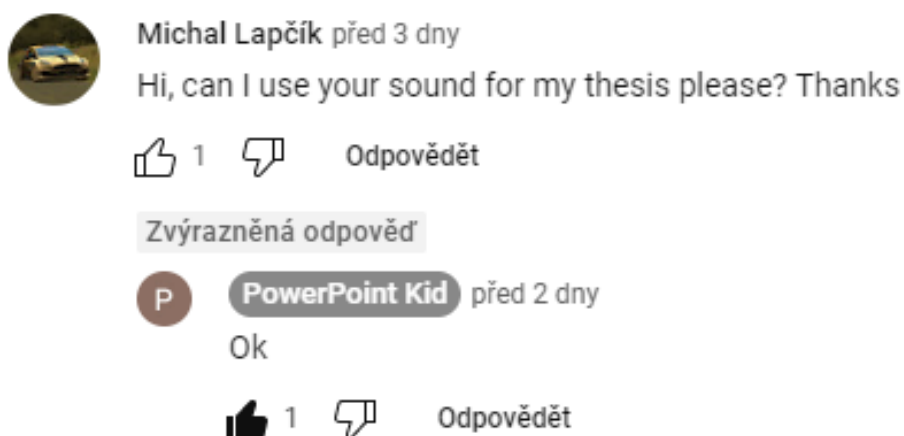 Michal Lapčík před 3 dny
Hi, can I use your sound for my thesis please? Thanks
1 Odpovědět
Zvýrazněná odpověď
P PowerPoint Kid před 2 dny
Ok
1 Odpovědět